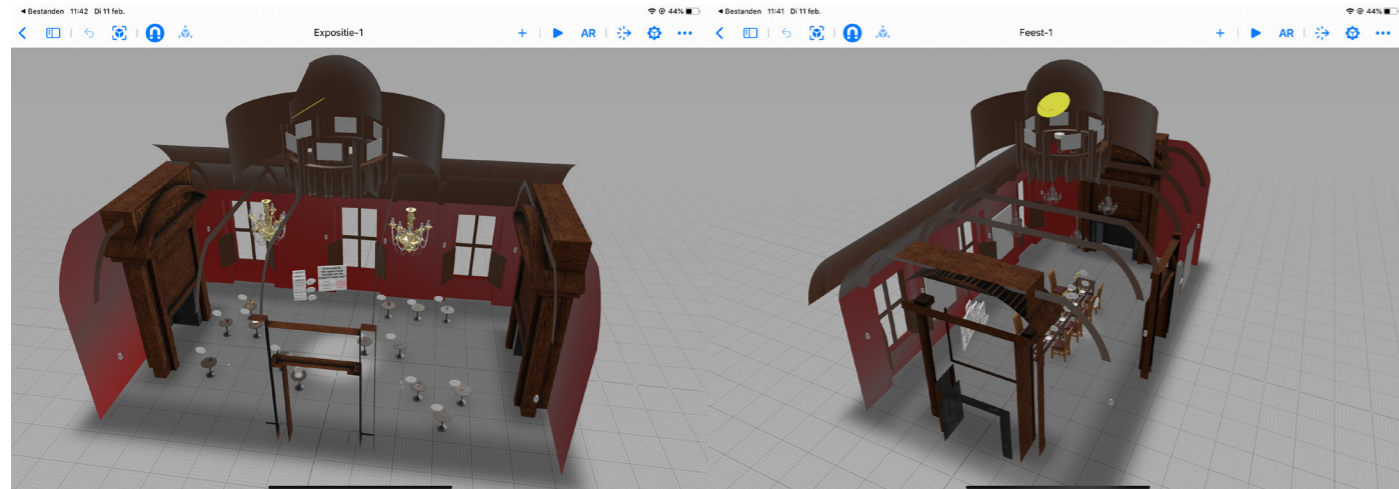 ◀ Bestanden 11:42 Di 11 feb.
44%
Expositie-1
AR
◀ Bestanden 11:41 Di 11 feb.
44%
Feest-1
AR